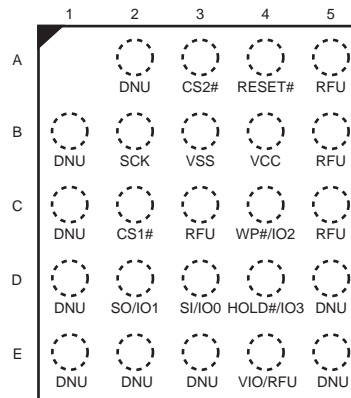 1 2 3 4 5
A
DNU CS2# RESET# RFU
B
DNU SCK VSS VCC RFU
C
DNU CS1# RFU WP#/IO2 RFU
D
DNU SO/IO1 SI/IO0 HOLD#/IO3 DNU
E
DNU DNU DNU VIO/RFU DNU